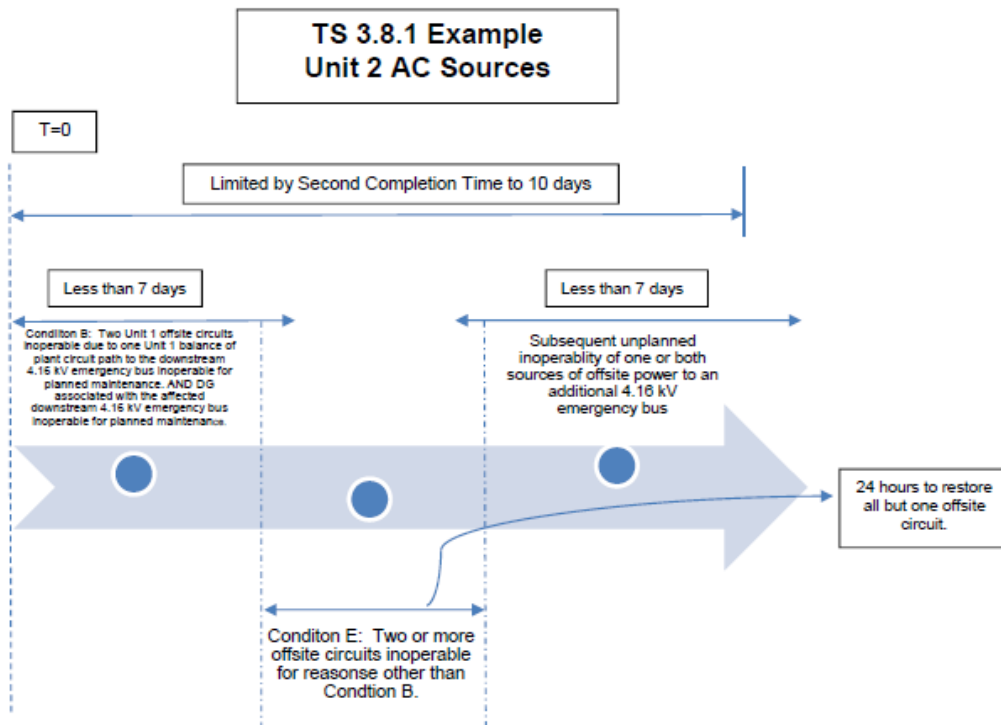 TS 3.8.1 Example
Unit 2 AC Sources
T=0
Limited by Second Completion Time to 10 days
Less than 7 days
Less than 7 days
Conditon B: Two Unit 1 offsite circuits
inoperable due to one Unit 1 balance of
plant circuit path to the downstream
4.16 kV emergency bus inoperable for
planned maintenance. AND DG
associated with the affected
downstream 4.16 kV emergency bus
inoperable for planned maintenance.
Subsequent unplanned
inoperablity of one or both
sources of offsite power to an
additional 4.16 kV
emergency bus
24 hours to restore
all but one offsite
circuit.
Conditon E: Two or more
offsite circuits inoperable
for reasonse other than
Condtion B.